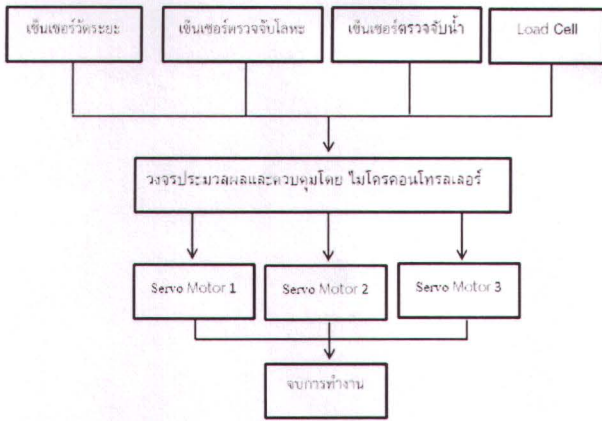 เซ็นเซอร์วัดระยะ
เซ็นเซอร์ตรวจจับโลหะ
เซ็นเซอร์ตรวจจับน้ำ
Load Cell
วงจรประมวลผลและควบคุมโดย ไมโครคอนโทรลเลอร์
Servo Motor 1
Servo Motor 2
Servo Motor 3
จบการทำงาน